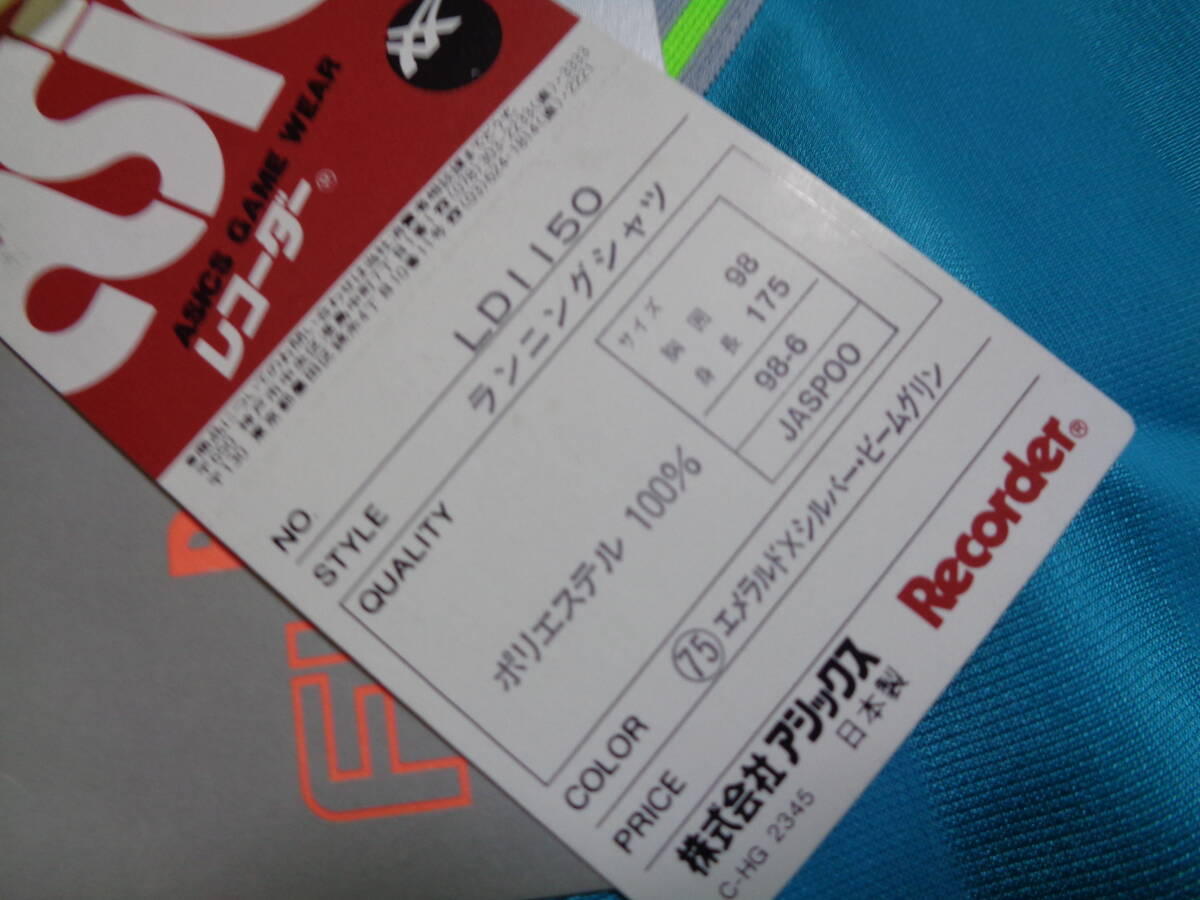 ASICS GAME WEAR
レコーダー®
NO. LD1150
STYLE ランニングシャツ
QUALITY
ポリエステル 100%
サイズ
胸囲 98
身長 175
98-6
JASPOO
COLOR ㊆5 エメラルド×シルバー・ビームグリン
PRICE
株式会社アシックス
日本製
C-HG 2345
Recorder®